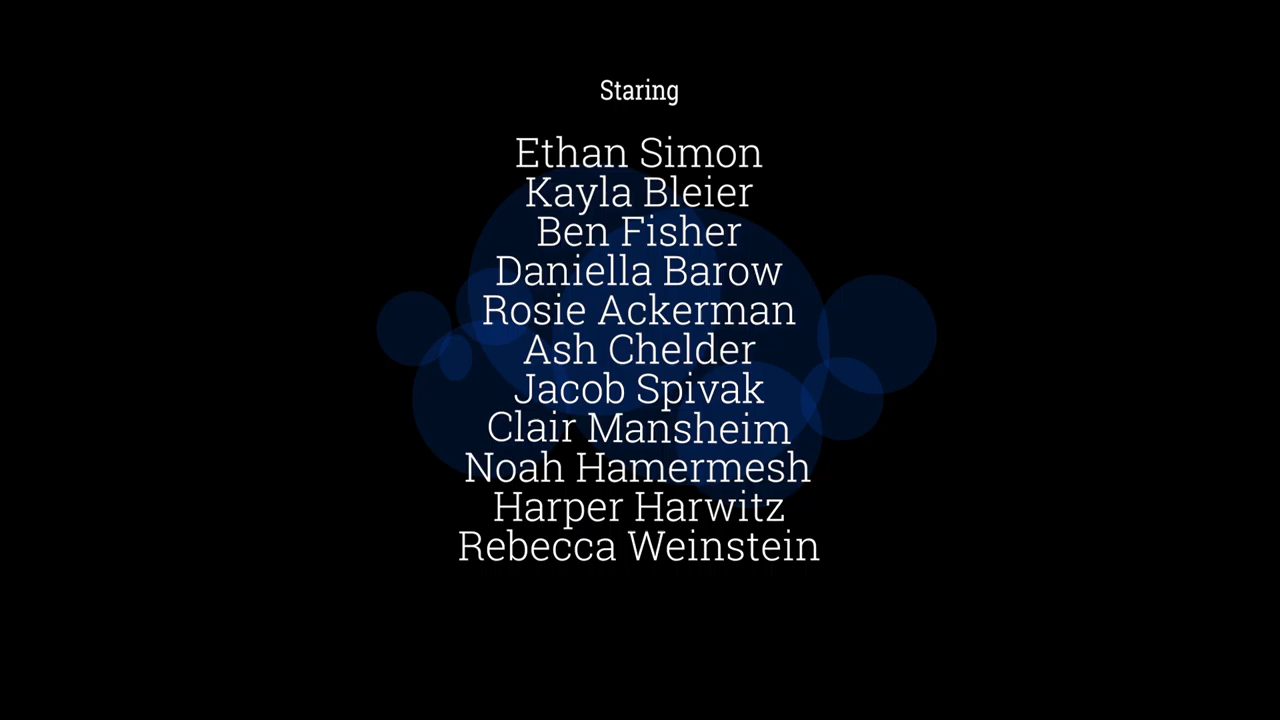 Staring
Ethan Simon
Kayla Bleier
Ben Fisher
Daniella Barow
Rosie Ackerman
Ash Chelder
Jacob Spivak
Clair Mansheim
Noah Hamermesh
Harper Harwitz
Rebecca Weinstein